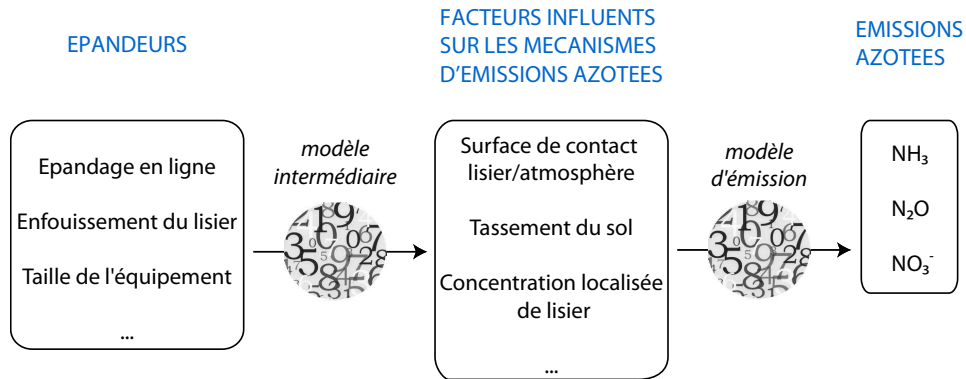 EPANDEURS
FACTEURS INFLUENTS
SUR LES MECANISMES
D'EMISSIONS AZOTEES
EMISSIONS
AZOTEES
Epandage en ligne
Enfouissement du lisier
Taille de l'équipement
...
modèle
intermédiaire
Surface de contact
lisier/atmosphère
Tassement du sol
Concentration localisée
de lisier
...
modèle
d'émission
NH₃
N₂O
NO₃⁻